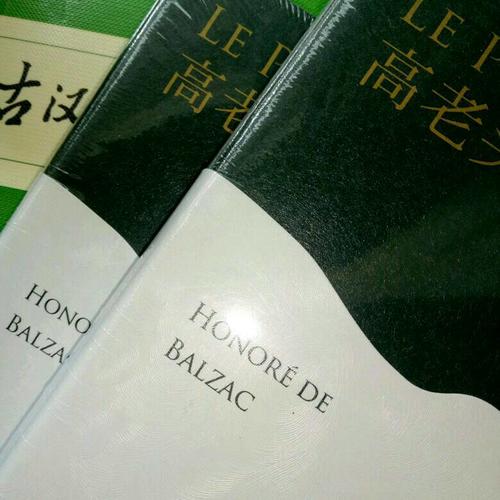 古汉
LE P
高老
HONO
BALZA
LE P
高老
HONORÉ DE
BALZAC